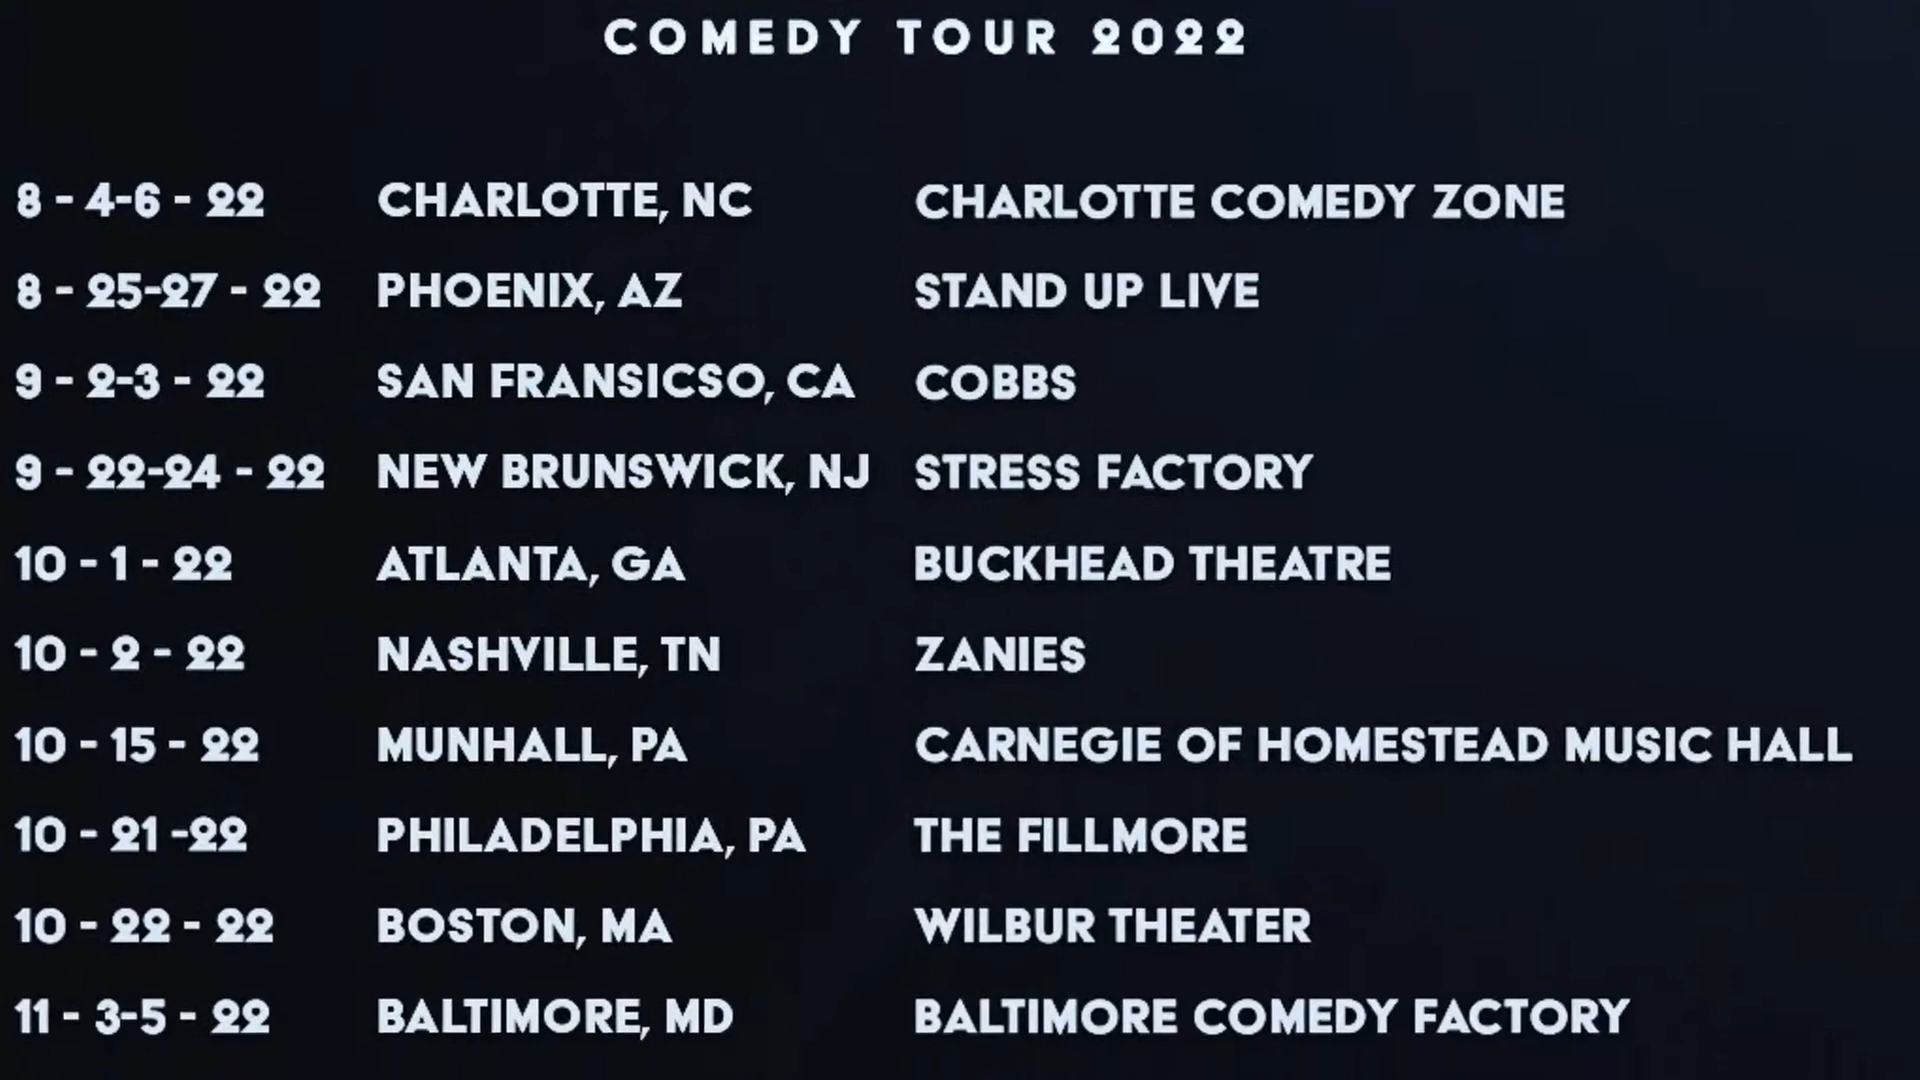 COMEDY TOUR 2022
8 - 4-6 - 22 CHARLOTTE, NC CHARLOTTE COMEDY ZONE
8 - 25-27 - 22 PHOENIX, AZ STAND UP LIVE
9 - 2-3 - 22 SAN FRANSICSO, CA COBBS
9 - 22-24 - 22 NEW BRUNSWICK, NJ STRESS FACTORY
10 - 1 - 22 ATLANTA, GA BUCKHEAD THEATRE
10 - 2 - 22 NASHVILLE, TN ZANIES
10 - 15 - 22 MUNHALL, PA CARNEGIE OF HOMESTEAD MUSIC HALL
10 - 21 -22 PHILADELPHIA, PA THE FILLMORE
10 - 22 - 22 BOSTON, MA WILBUR THEATER
11 - 3-5 - 22 BALTIMORE, MD BALTIMORE COMEDY FACTORY